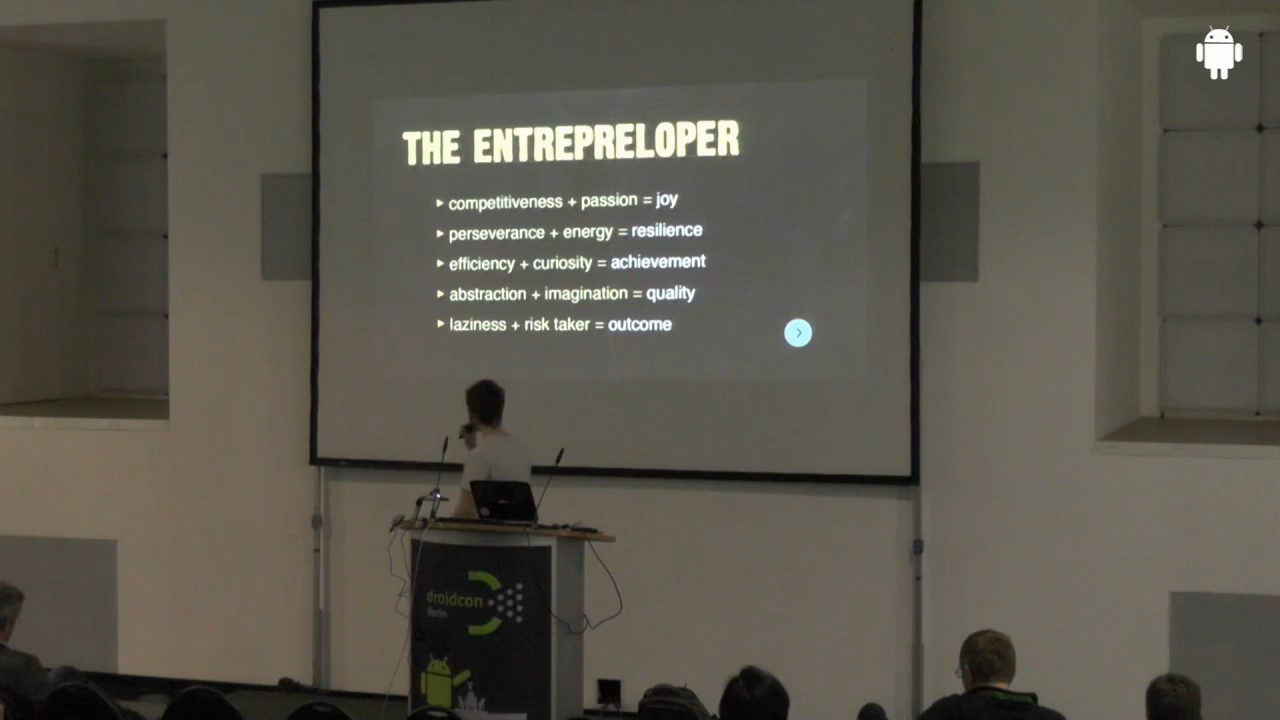 THE ENTREPRELOPER
▸ competitiveness + passion = joy
▸ perseverance + energy = resilience
▸ efficiency + curiosity = achievement
▸ abstraction + imagination = quality
▸ laziness + risk taker = outcome
droidcon
Berlin